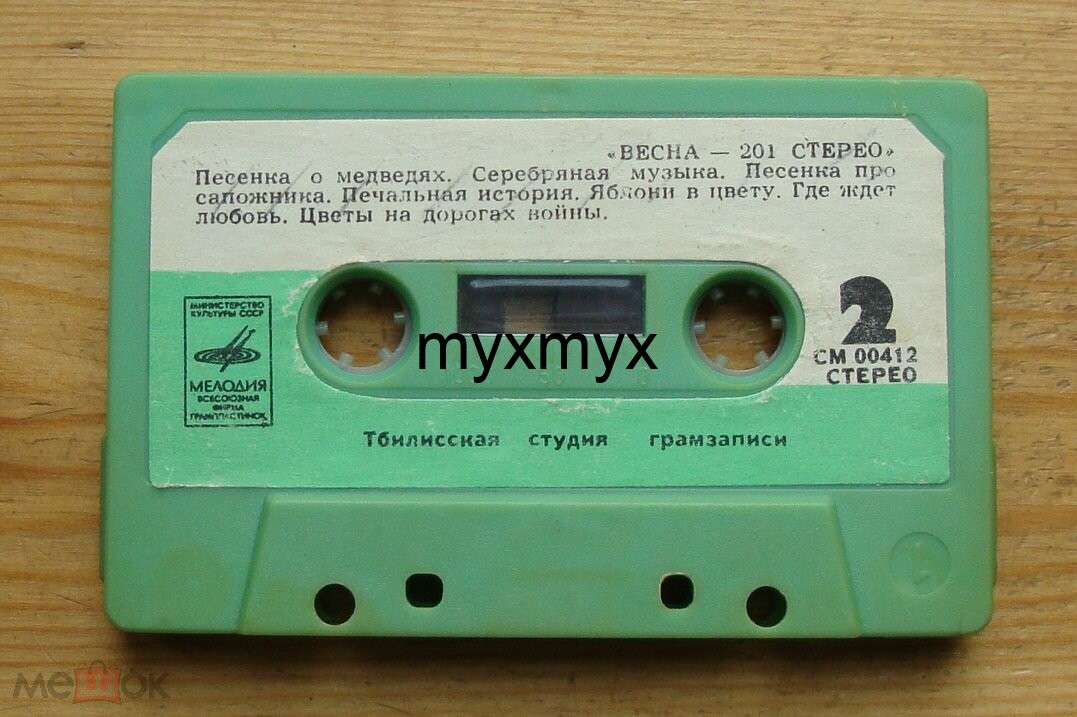 «ВЕСНА — 201 СТЕРЕО»
Песенка о медведях. Серебряная музыка. Песенка про
сапожника. Печальная история. Яблони в цвету. Где ждет
любовь. Цветы на дорогах войны.
МИНИСТЕРСТВО
КУЛЬТУРЫ СССР
МЕЛОДИЯ
ВСЕСОЮЗНАЯ
ФИРМА
ГРАМПЛАСТИНОК
myxmyx
2
СМ 00412
СТЕРЕО
Тбилисская студия грамзаписи
1
мешок